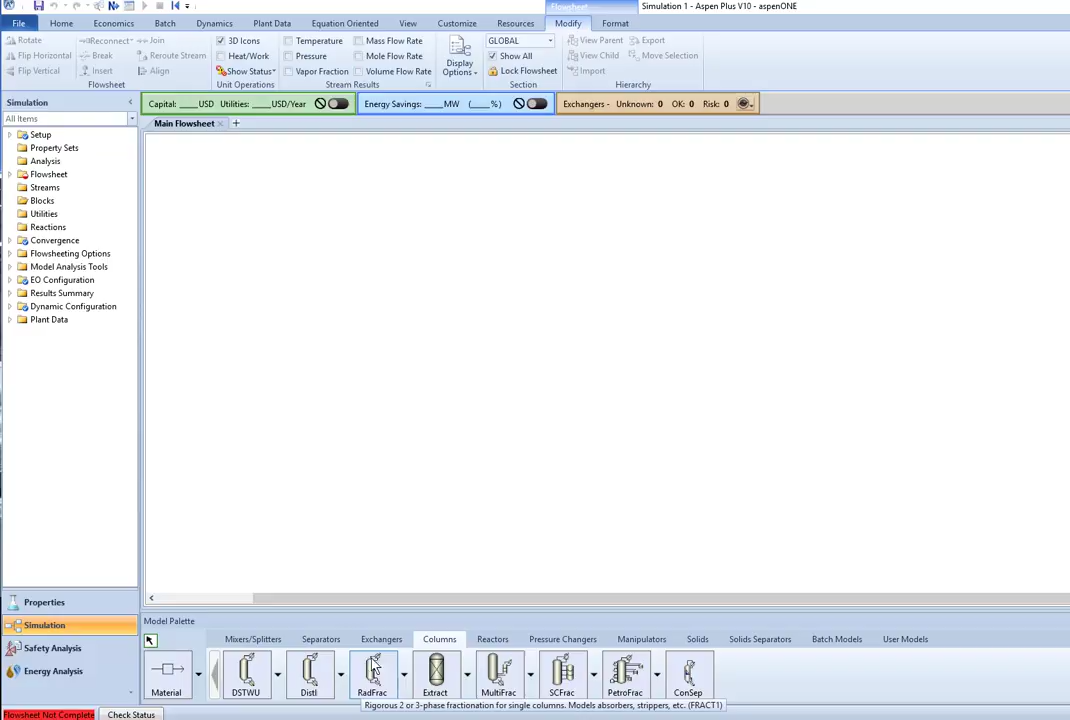 Flowsheet
Simulation 1 - Aspen Plus V10 - aspenONE
File Home Economics Batch Dynamics Plant Data Equation Oriented View Customize Resources Modify Format
Rotate Reconnect Join 3D Icons Temperature Mass Flow Rate GLOBAL View Parent Export
Flip Horizontal Break Reroute Stream Heat/Work Pressure Mole Flow Rate Display Show All View Child Move Selection
Flip Vertical Insert Align Show Status Vapor Fraction Volume Flow Rate Options Lock Flowsheet Import
Flowsheet Unit Operations Stream Results Section Hierarchy
Simulation
Capital: ____USD Utilities: ____USD/Year Energy Savings: ____MW (____%) Exchangers - Unknown: 0 OK: 0 Risk: 0
All Items
Main Flowsheet
Setup
Property Sets
Analysis
Flowsheet
Streams
Blocks
Utilities
Reactions
Convergence
Flowsheeting Options
Model Analysis Tools
EO Configuration
Results Summary
Dynamic Configuration
Plant Data
Properties
Simulation
Safety Analysis
Energy Analysis
Model Palette
Mixers/Splitters Separators Exchangers Columns Reactors Pressure Changers Manipulators Solids Solids Separators Batch Models User Models
Material DSTWU Distl RadFrac Extract MultiFrac SCFrac PetroFrac ConSep
Rigorous 2 or 3-phase fractionation for single columns. Models absorbers, strippers, etc. (FRACT1)
Flowsheet Not Complete Check Status